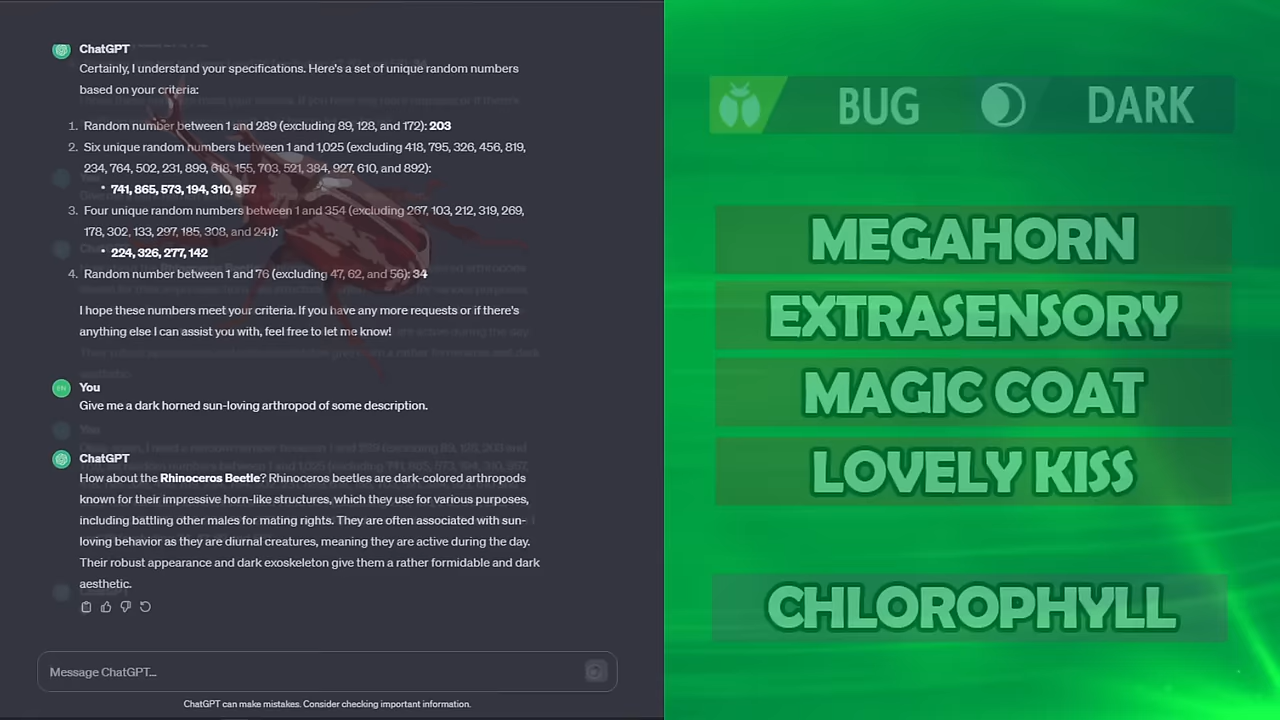 ChatGPT
Certainly, I understand your specifications. Here's a set of unique random numbers
based on your criteria:
1. Random number between 1 and 289 (excluding 89, 128, and 172): 203
2. Six unique random numbers between 1 and 1,025 (excluding 418, 795, 326, 456, 819,
234, 764, 502, 231, 899, 618, 155, 703, 521, 384, 927, 610, and 892):
• 741, 865, 573, 194, 310, 957
3. Four unique random numbers between 1 and 354 (excluding 267, 103, 212, 319, 269,
178, 302, 133, 297, 185, 308, and 241):
• 224, 326, 277, 142
4. Random number between 1 and 76 (excluding 47, 62, and 56): 34
I hope these numbers meet your criteria. If you have any more requests or if there's
anything else I can assist you with, feel free to let me know!
You
Give me a dark horned sun-loving arthropod of some description.
ChatGPT
How about the Rhinoceros Beetle? Rhinoceros beetles are dark-colored arthropods
known for their impressive horn-like structures, which they use for various purposes,
including battling other males for mating rights. They are often associated with sun-
loving behavior as they are diurnal creatures, meaning they are active during the day.
Their robust appearance and dark exoskeleton give them a rather formidable and dark
aesthetic.
Message ChatGPT...
ChatGPT can make mistakes. Consider checking important information.
BUG DARK
MEGAHORN
EXTRASENSORY
MAGIC COAT
LOVELY KISS
CHLOROPHYLL